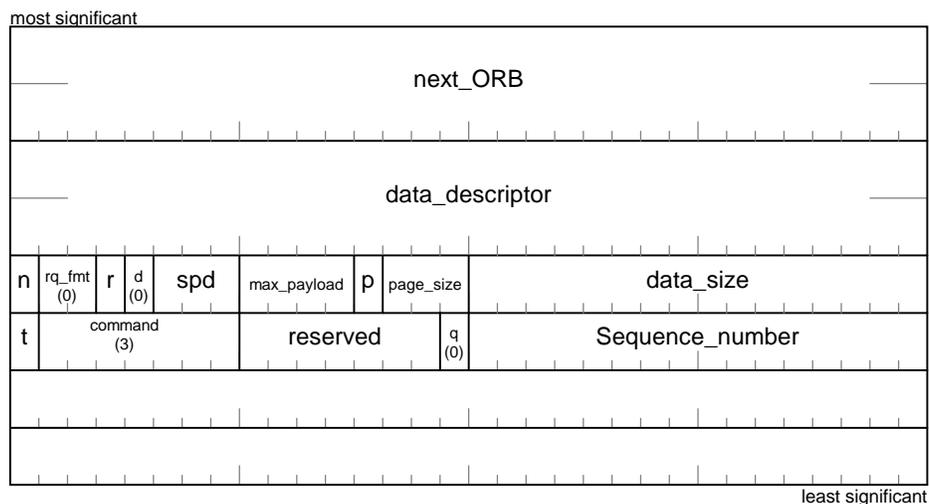 most significant
next_ORB
data_descriptor
n rq_fmt (0) r d (0) spd max_payload p page_size data_size
t command (3) reserved q (0) Sequence_number
least significant